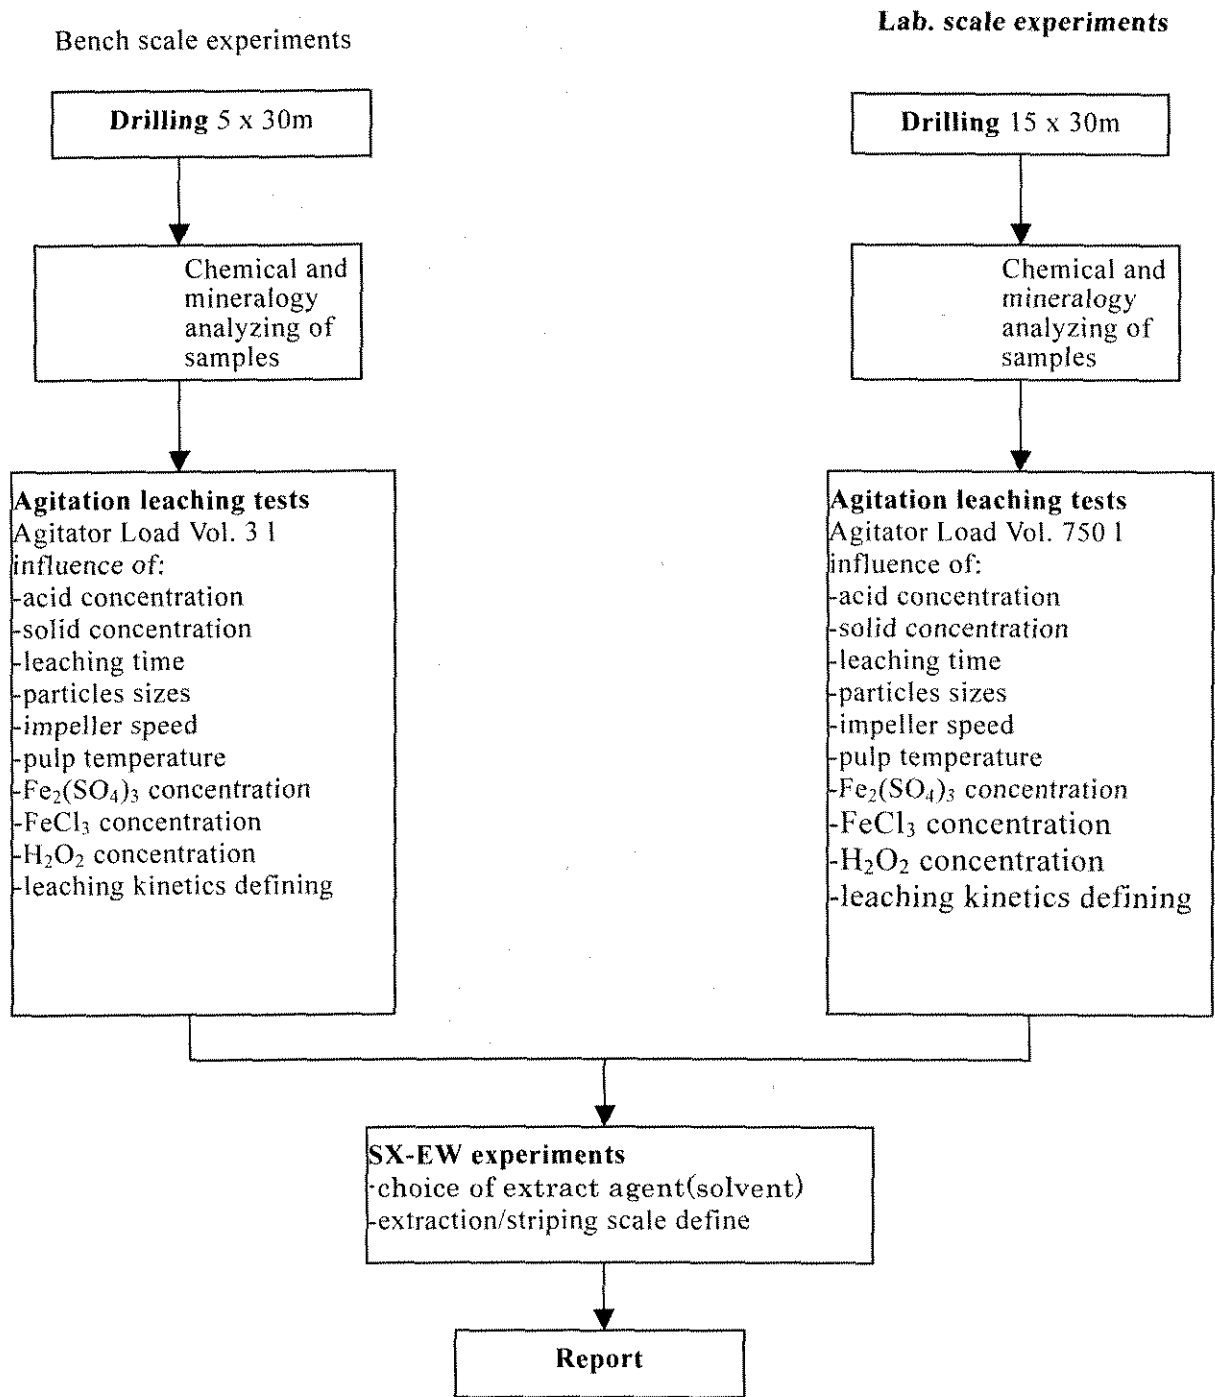 Bench scale experiments
Drilling 5 x 30m
Chemical and
mineralogy
analyzing of
samples
Agitation leaching tests
Agitator Load Vol. 3 l
influence of:
-acid concentration
-solid concentration
-leaching time
-particles sizes
-impeller speed
-pulp temperature
-Fe₂(SO₄)₃ concentration
-FeCl₃ concentration
-H₂O₂ concentration
-leaching kinetics defining
Lab. scale experiments
Drilling 15 x 30m
Chemical and
mineralogy
analyzing of
samples
Agitation leaching tests
Agitator Load Vol. 750 l
influence of:
-acid concentration
-solid concentration
-leaching time
-particles sizes
-impeller speed
-pulp temperature
-Fe₂(SO₄)₃ concentration
-FeCl₃ concentration
-H₂O₂ concentration
-leaching kinetics defining
SX-EW experiments
-choice of extract agent(solvent)
-extraction/striping scale define
Report